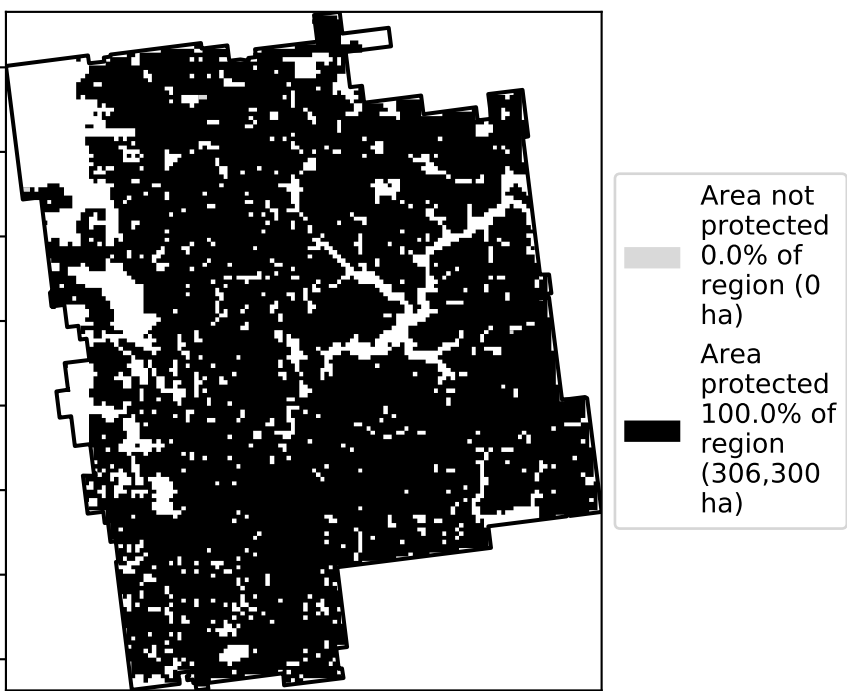 Area not
protected
0.0% of
region (0
ha)
Area
protected
100.0% of
region
(306,300
ha)